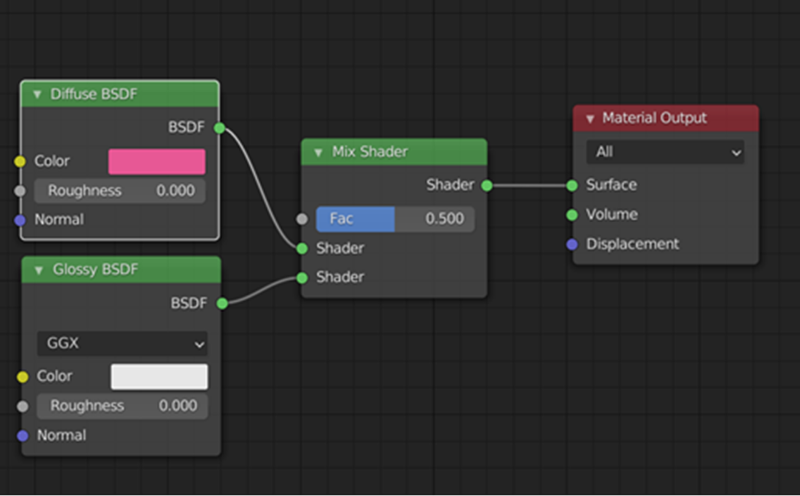 Diffuse BSDF
BSDF
Color
Roughness 0.000
Normal
Glossy BSDF
BSDF
GGX
Color
Roughness 0.000
Normal
Mix Shader
Shader
Fac 0.500
Shader
Shader
Material Output
All
Surface
Volume
Displacement